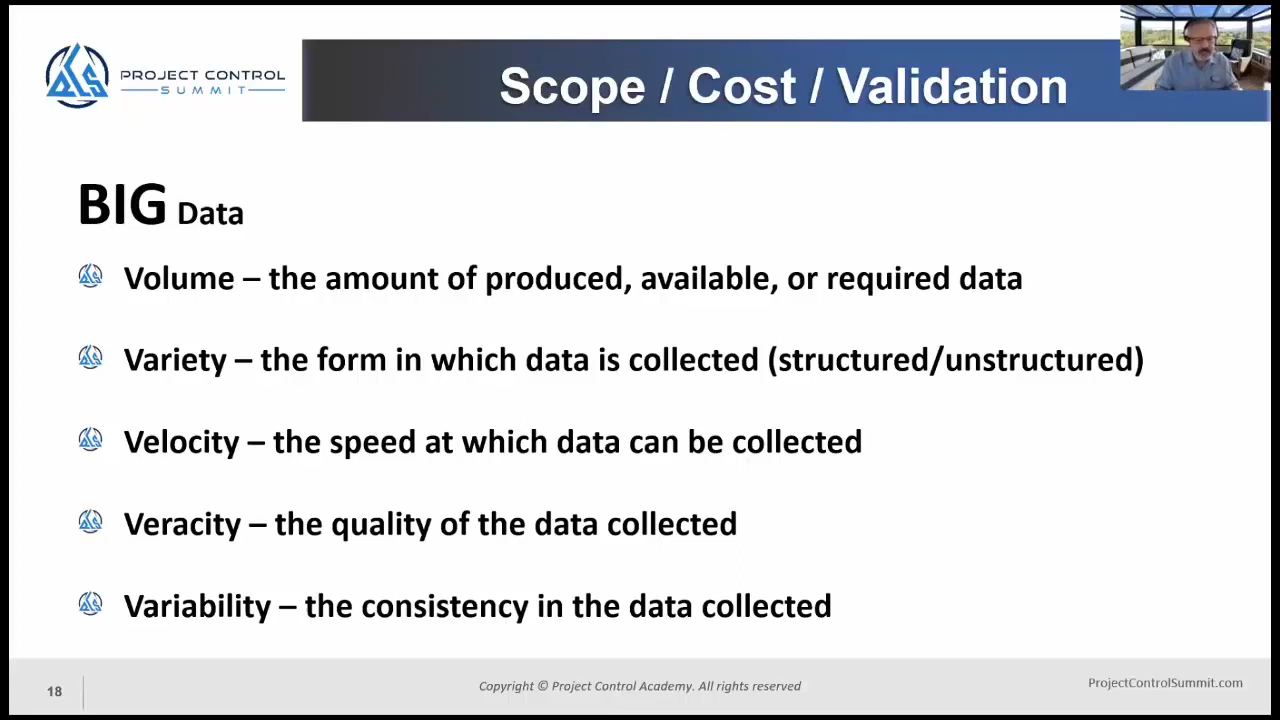 PROJECT CONTROL
SUMMIT
Scope / Cost / Validation
BIG Data
Volume – the amount of produced, available, or required data
Variety – the form in which data is collected (structured/unstructured)
Velocity – the speed at which data can be collected
Veracity – the quality of the data collected
Variability – the consistency in the data collected
18
Copyright © Project Control Academy. All rights reserved
ProjectControlSummit.com